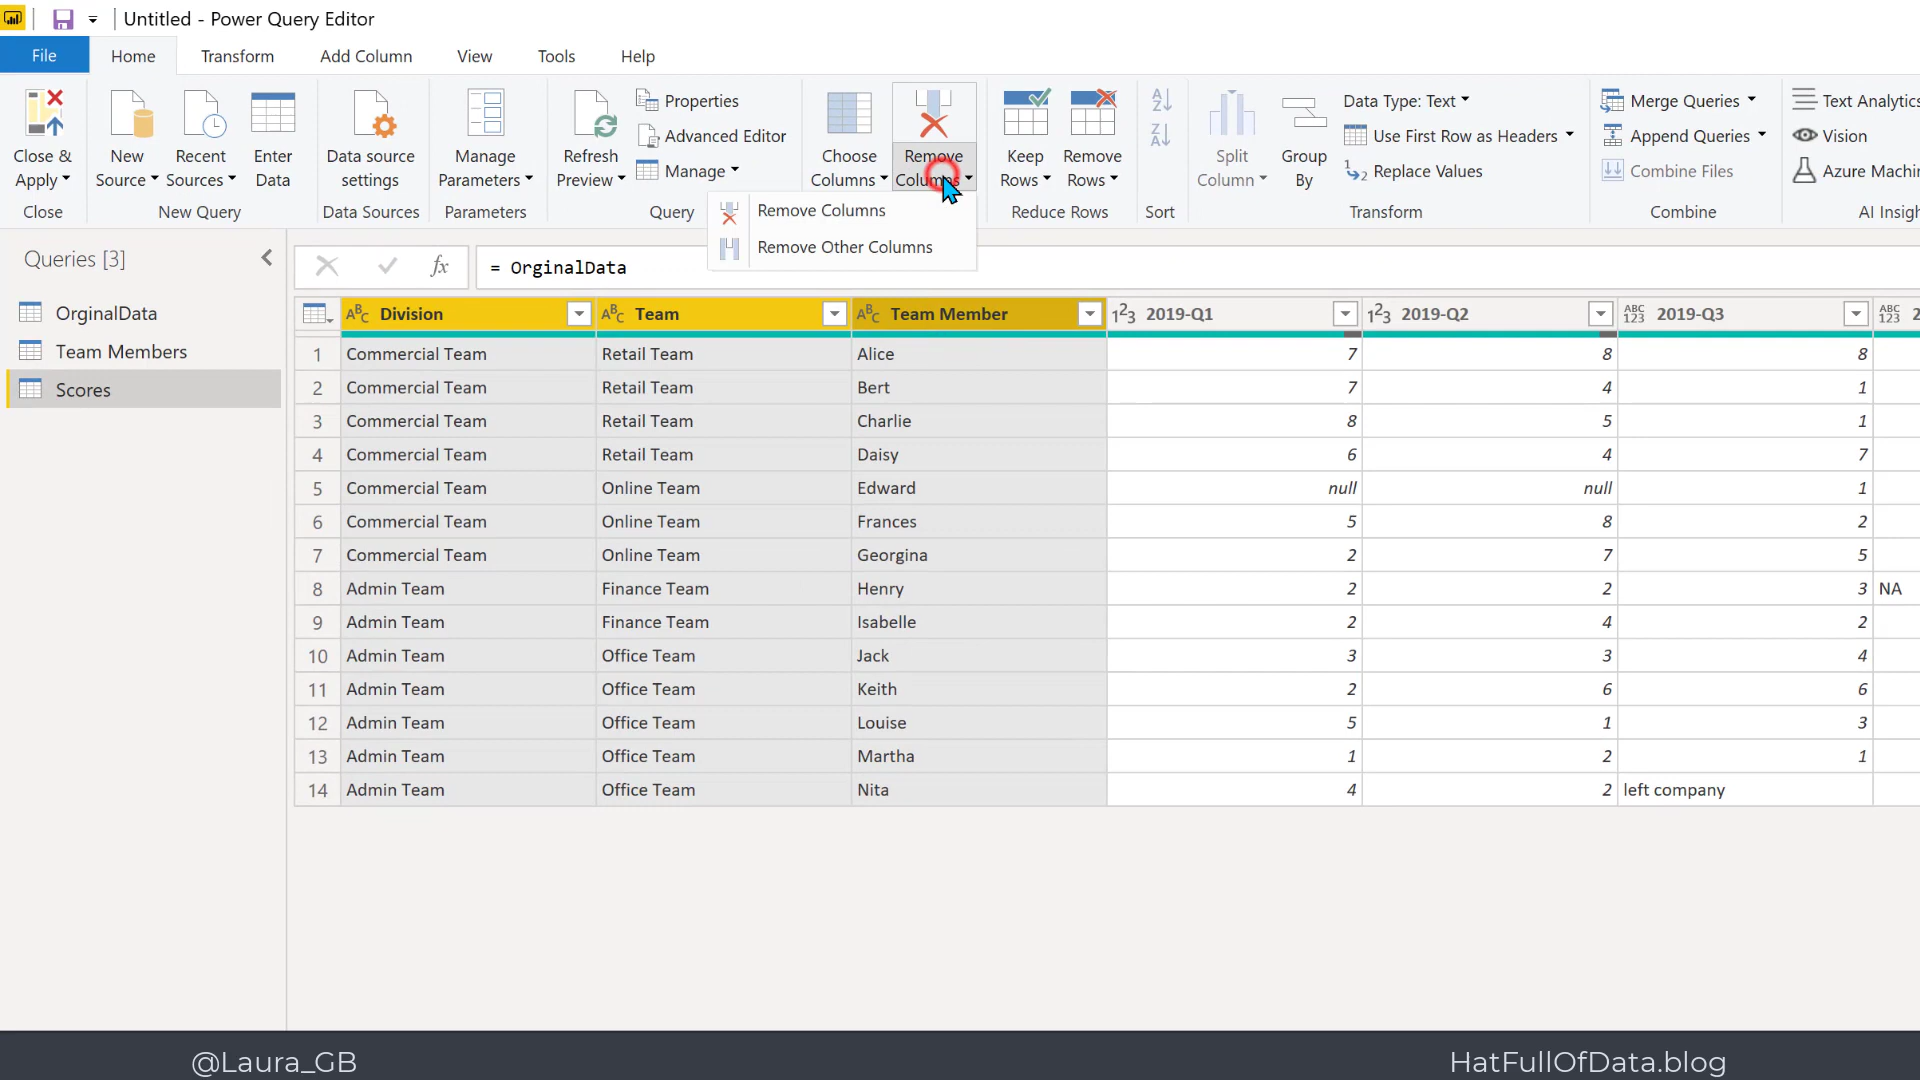 Untitled - Power Query Editor
File Home Transform Add Column View Tools Help
Close & Apply
New Source
Recent Sources
Enter Data
Data source settings
Manage Parameters
Refresh Preview
Properties
Advanced Editor
Manage
Choose Columns
Remove Columns
Keep Rows
Remove Rows
Split Column
Group By
Data Type: Text
Use First Row as Headers
Replace Values
Merge Queries
Append Queries
Combine Files
Text Analytics
Vision
Azure Machi
Close New Query Data Sources Parameters Query Reduce Rows Sort Transform Combine AI Insigh
Remove Columns
Remove Other Columns
Queries [3]
fx = OrginalData
OrginalData
Team Members
Scores
Division Team Team Member 2019-Q1 2019-Q2 2019-Q3
1 Commercial Team Retail Team Alice 7 8 8
2 Commercial Team Retail Team Bert 7 4 1
3 Commercial Team Retail Team Charlie 8 5 1
4 Commercial Team Retail Team Daisy 6 4 7
5 Commercial Team Online Team Edward null null 1
6 Commercial Team Online Team Frances 5 8 2
7 Commercial Team Online Team Georgina 2 7 5
8 Admin Team Finance Team Henry 2 2 3 NA
9 Admin Team Finance Team Isabelle 2 4 2
10 Admin Team Office Team Jack 3 3 4
11 Admin Team Office Team Keith 2 6 6
12 Admin Team Office Team Louise 5 1 3
13 Admin Team Office Team Martha 1 2 1
14 Admin Team Office Team Nita 4 2 left company
@Laura_GB
HatFullOfData.blog